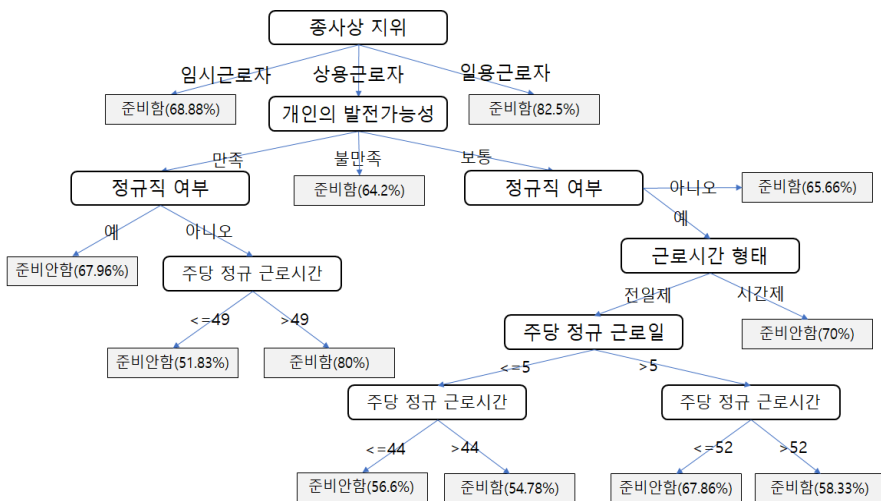 종사상 지위
임시근로자
상용근로자
일용근로자
준비함(68.88%)
개인의 발전가능성
준비함(82.5%)
만족
불만족
보통
정규직 여부
준비함(64.2%)
정규직 여부
아니오
준비함(65.66%)
예
아니오
예
준비안함(67.96%)
주당 정규 근로시간
근로시간 형태
<=49
>49
전일제
시간제
준비안함(51.83%)
준비함(80%)
주당 정규 근로일
준비안함(70%)
<=5
>5
주당 정규 근로시간
주당 정규 근로시간
<=44
>44
<=52
>52
준비안함(56.6%)
준비함(54.78%)
준비안함(67.86%)
준비함(58.33%)